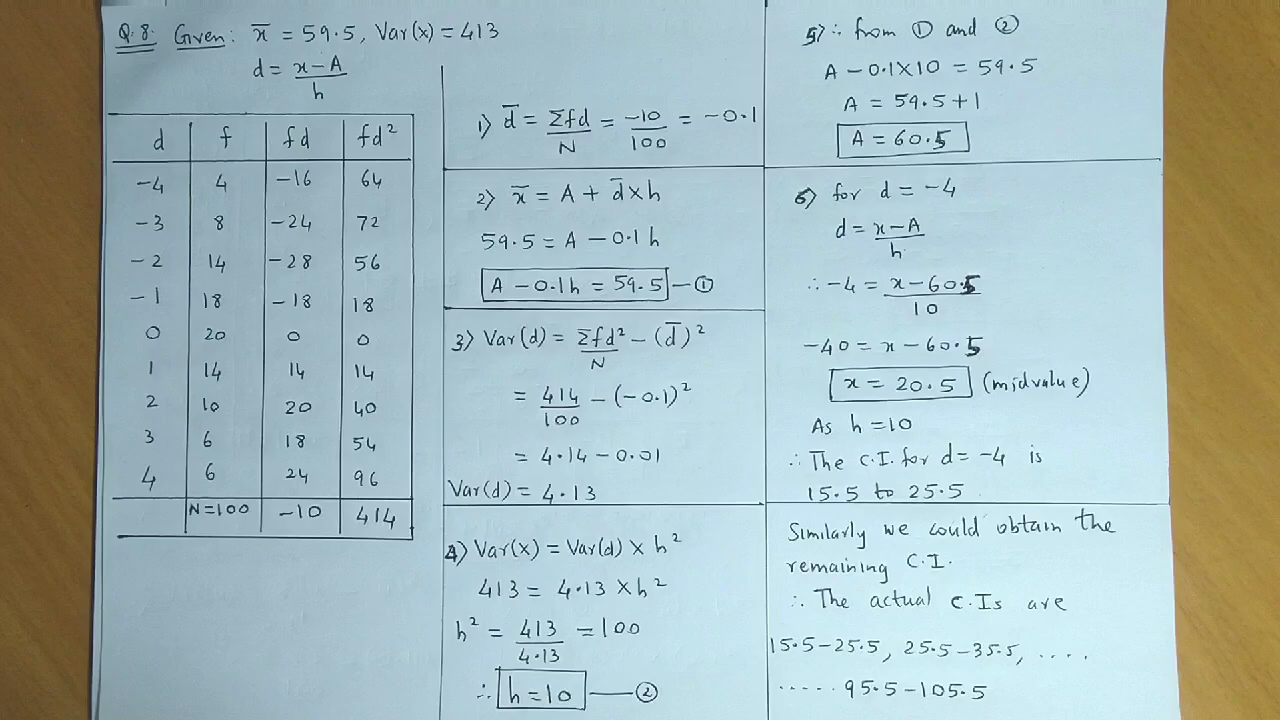 Q.8. Given: x̄ = 59.5, Var(x) = 413
d = x-A / h
d f fd fd²
-4 4 -16 64
-3 8 -24 72
-2 14 -28 56
-1 18 -18 18
0 20 0 0
1 14 14 14
2 10 20 40
3 6 18 54
4 6 24 96
N=100 -10 414
1) d̄ = Σfd / N = -10 / 100 = -0.1
2) x̄ = A + d̄ x h
59.5 = A - 0.1h
A - 0.1h = 59.5 — ①
3) Var(d) = Σfd² / N - (d̄)²
= 414 / 100 - (-0.1)²
= 4.14 - 0.01
Var(d) = 4.13
4) Var(x) = Var(d) x h²
413 = 4.13 x h²
h² = 413 / 4.13 = 100
∴ h = 10 — ②
5) ∴ from ① and ②
A - 0.1x10 = 59.5
A = 59.5+1
A = 60.5
6) for d = -4
d = x-A / h
∴ -4 = x-60.5 / 10
-40 = x - 60.5
x = 20.5 (midvalue)
As h = 10
∴ The C.I. for d = -4 is
15.5 to 25.5
Similarly we could obtain the
remaining C.I.
∴ The actual C.Is are
15.5-25.5, 25.5-35.5, ....
..... 95.5-105.5